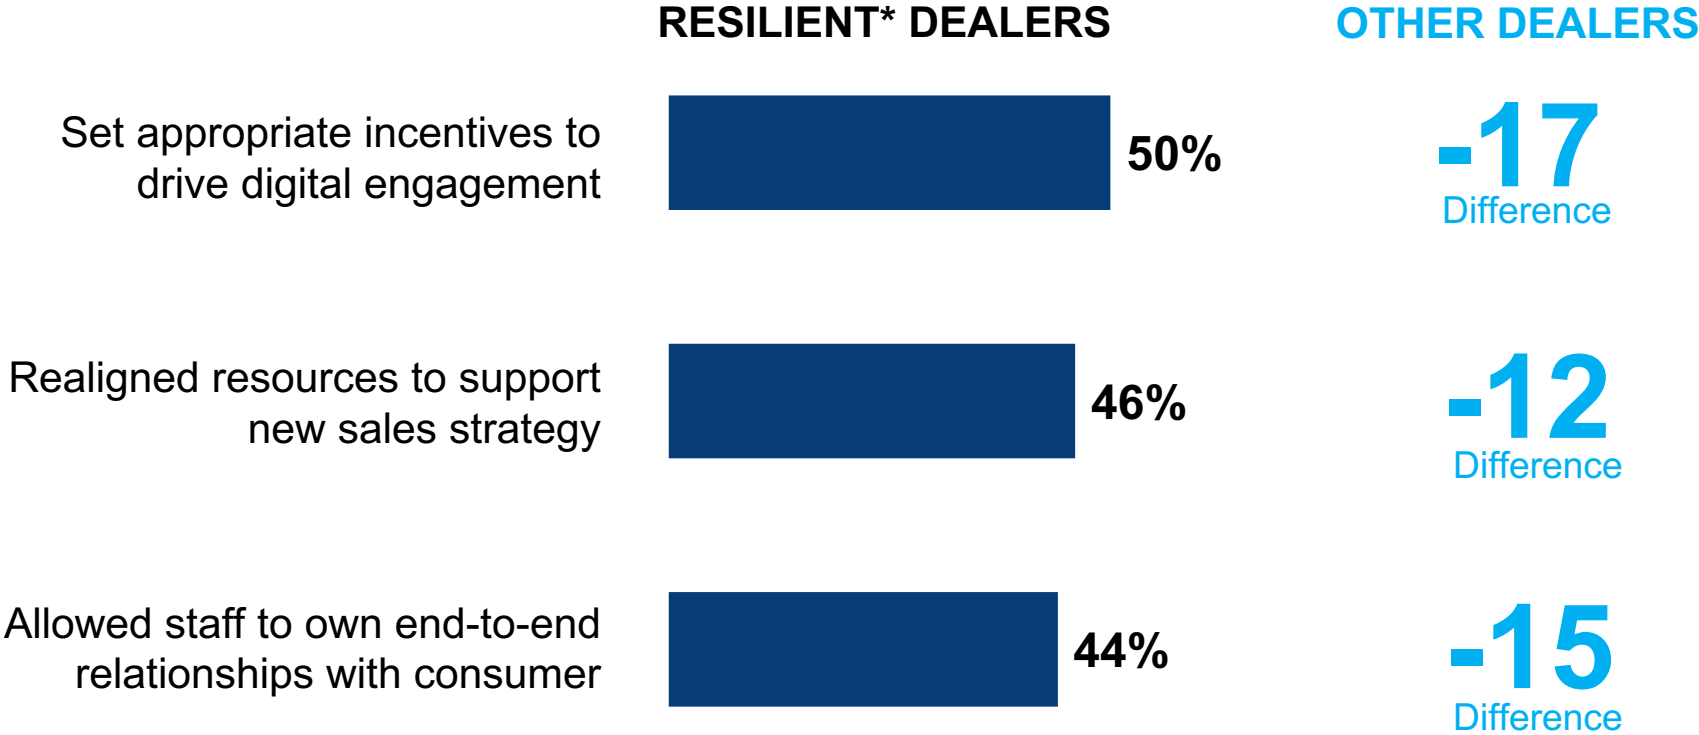 RESILIENT* DEALERS
OTHER DEALERS
Set appropriate incentives to
drive digital engagement
50%
-17
Difference
Realigned resources to support
new sales strategy
46%
-12
Difference
Allowed staff to own end-to-end
relationships with consumer
44%
-15
Difference